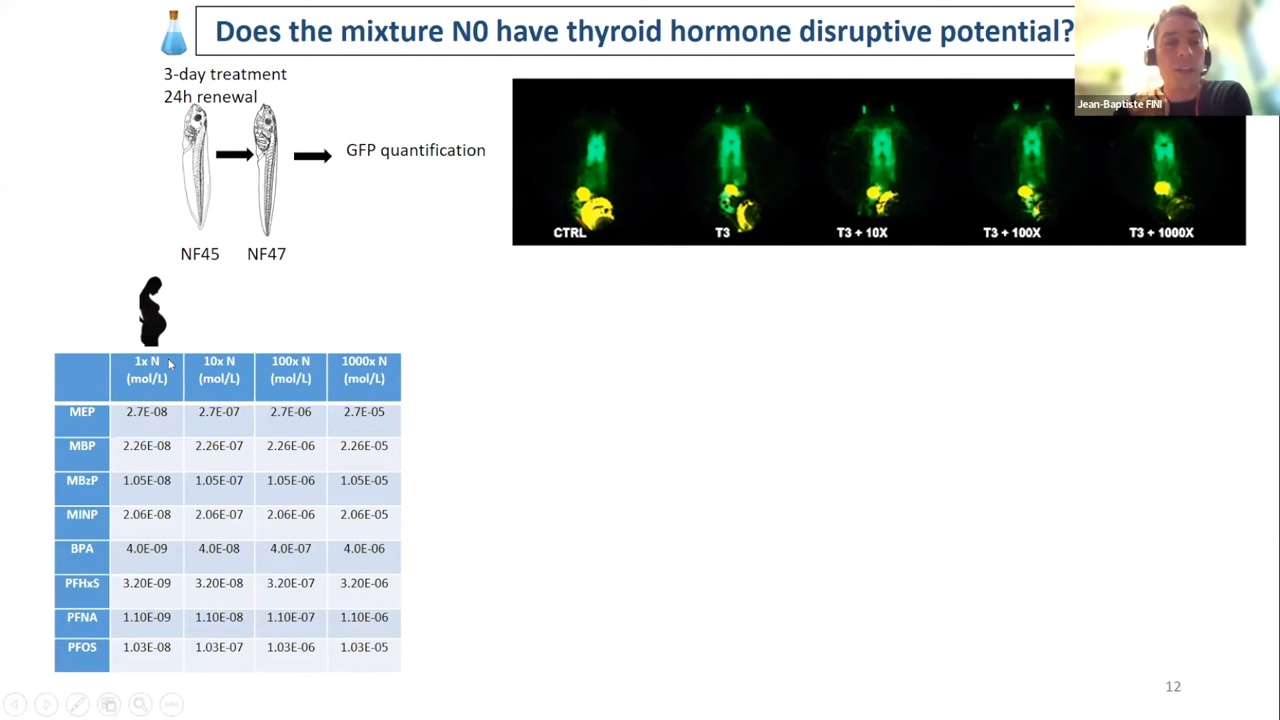 Does the mixture N0 have thyroid hormone disruptive potential?
Jean-Baptiste FINI
3-day treatment
24h renewal
GFP quantification
NF45 NF47
CTRL T3 T3 + 10X T3 + 100X T3 + 1000X
1x N 10x N 100x N 1000x N
(mol/L) (mol/L) (mol/L) (mol/L)
MEP 2.7E-08 2.7E-07 2.7E-06 2.7E-05
MBP 2.26E-08 2.26E-07 2.26E-06 2.26E-05
MBzP 1.05E-08 1.05E-07 1.05E-06 1.05E-05
MINP 2.06E-08 2.06E-07 2.06E-06 2.06E-05
BPA 4.0E-09 4.0E-08 4.0E-07 4.0E-06
PFHxS 3.20E-09 3.20E-08 3.20E-07 3.20E-06
PFNA 1.10E-09 1.10E-08 1.10E-07 1.10E-06
PFOS 1.03E-08 1.03E-07 1.03E-06 1.03E-05
12